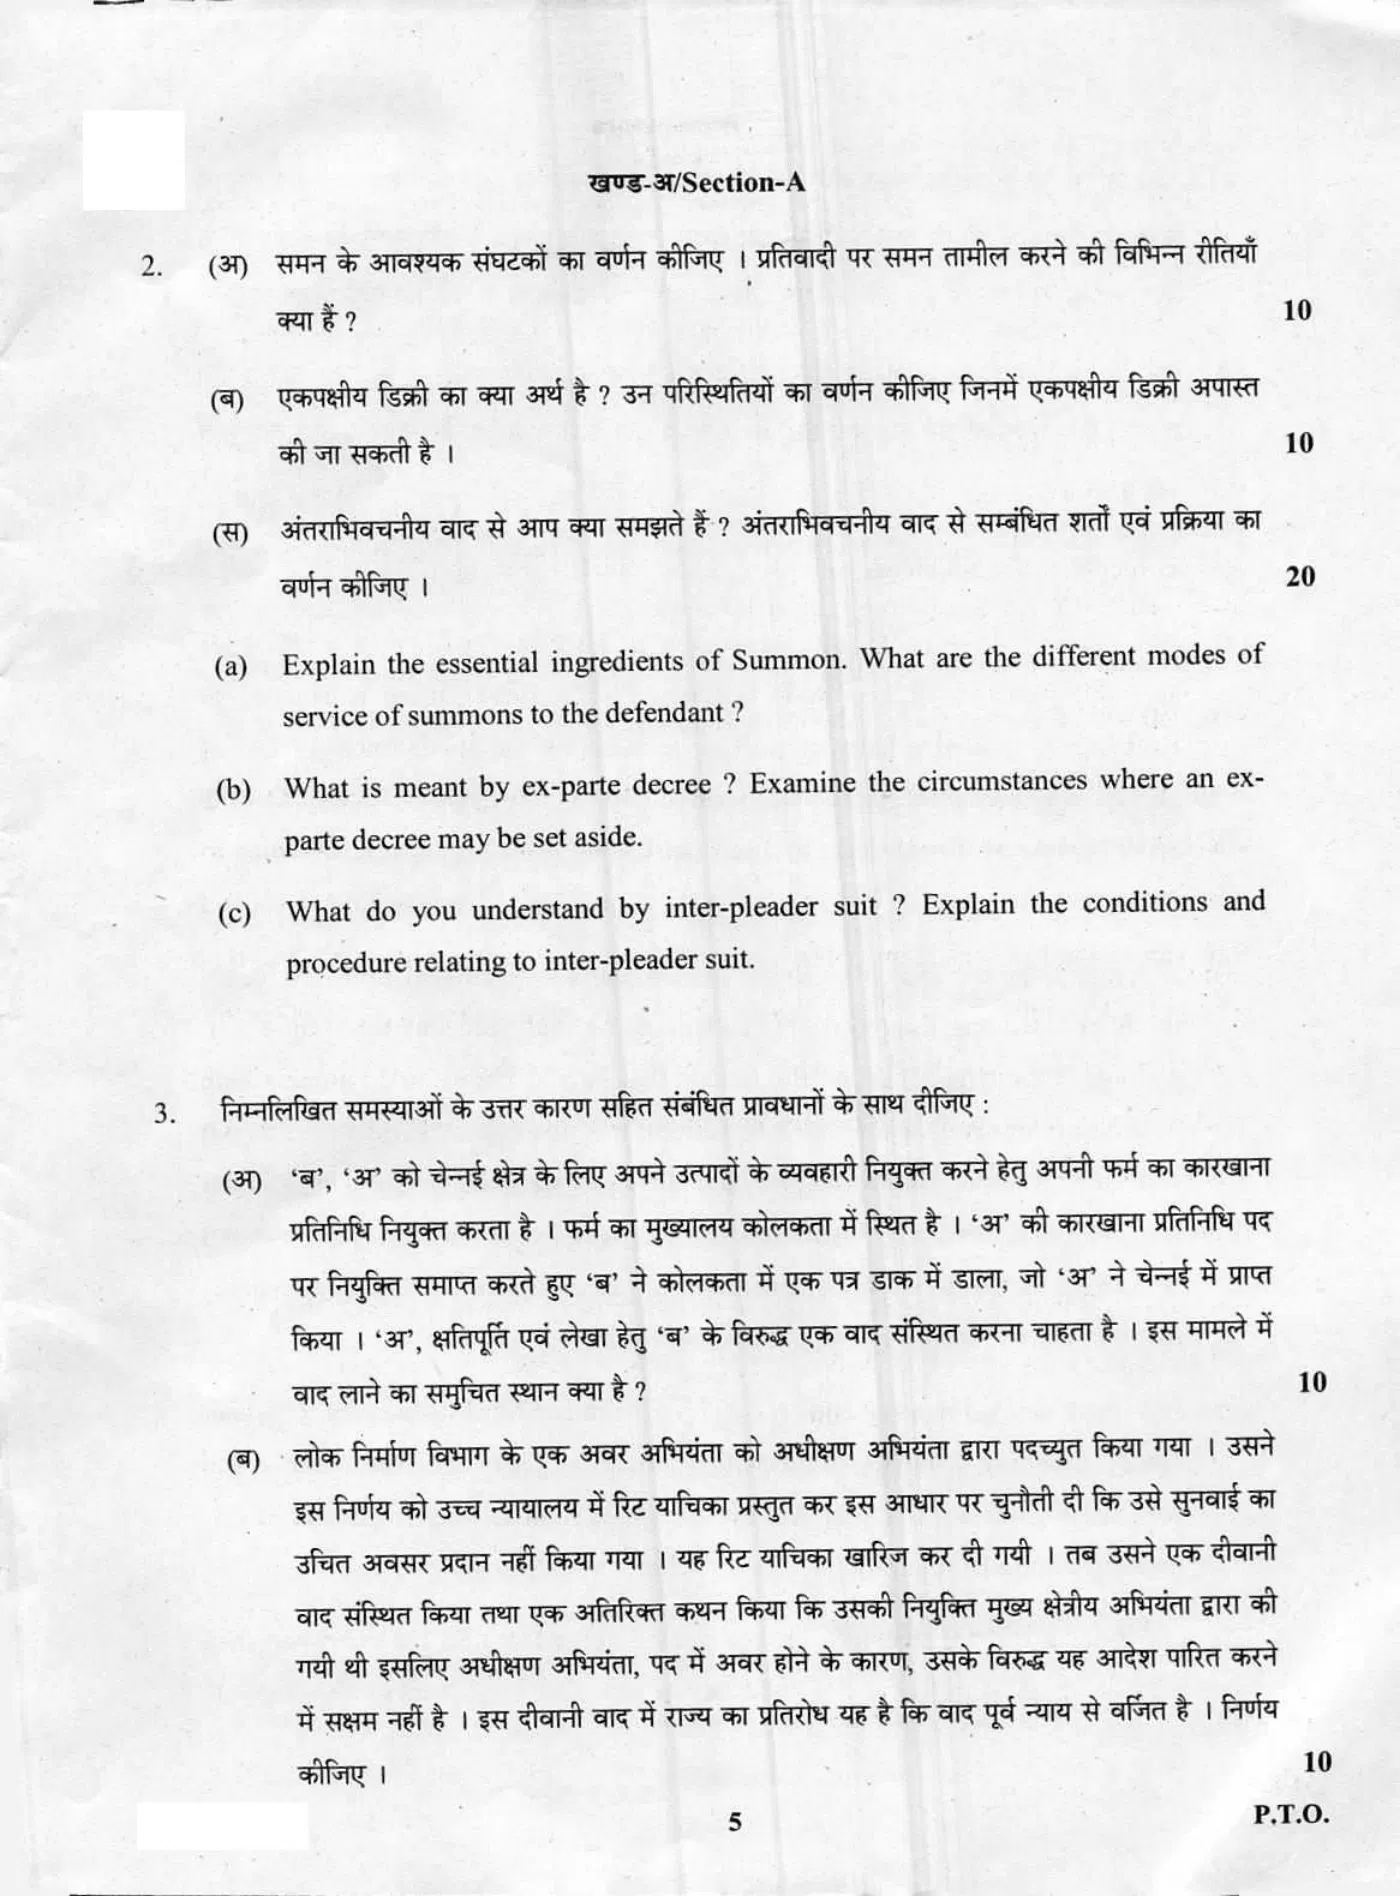 खण्ड-अ/Section-A
2. (अ) समन के आवश्यक संघटकों का वर्णन कीजिए । प्रतिवादी पर समन तामील करने की विभिन्न रीतियाँ
क्या हैं ? 10
(ब) एकपक्षीय डिक्री का क्या अर्थ है ? उन परिस्थितियों का वर्णन कीजिए जिनमें एकपक्षीय डिक्री अपास्त
की जा सकती है । 10
(स) अंतराभिवचनीय वाद से आप क्या समझते हैं ? अंतराभिवचनीय वाद से सम्बंधित शर्तों एवं प्रक्रिया का
वर्णन कीजिए । 20
(a) Explain the essential ingredients of Summon. What are the different modes of
service of summons to the defendant ?
(b) What is meant by ex-parte decree ? Examine the circumstances where an ex-
parte decree may be set aside.
(c) What do you understand by inter-pleader suit ? Explain the conditions and
procedure relating to inter-pleader suit.
3. निम्नलिखित समस्याओं के उत्तर कारण सहित संबंधित प्रावधानों के साथ दीजिए :
(अ) ‘ब’, ‘अ’ को चेन्नई क्षेत्र के लिए अपने उत्पादों के व्यवहारी नियुक्त करने हेतु अपनी फर्म का कारखाना
प्रतिनिधि नियुक्त करता है । फर्म का मुख्यालय कोलकता में स्थित है । ‘अ’ की कारखाना प्रतिनिधि पद
पर नियुक्ति समाप्त करते हुए ‘ब’ ने कोलकता में एक पत्र डाक में डाला, जो ‘अ’ ने चेन्नई में प्राप्त
किया । ‘अ’, क्षतिपूर्ति एवं लेखा हेतु ‘ब’ के विरुद्ध एक वाद संस्थित करना चाहता है । इस मामले में
वाद लाने का समुचित स्थान क्या है ? 10
(ब) लोक निर्माण विभाग के एक अवर अभियंता को अधीक्षण अभियंता द्वारा पदच्युत किया गया । उसने
इस निर्णय को उच्च न्यायालय में रिट याचिका प्रस्तुत कर इस आधार पर चुनौती दी कि उसे सुनवाई का
उचित अवसर प्रदान नहीं किया गया । यह रिट याचिका खारिज कर दी गयी । तब उसने एक दीवानी
वाद संस्थित किया तथा एक अतिरिक्त कथन किया कि उसकी नियुक्ति मुख्य क्षेत्रीय अभियंता द्वारा की
गयी थी इसलिए अधीक्षण अभियंता, पद में अवर होने के कारण, उसके विरुद्ध यह आदेश पारित करने
में सक्षम नहीं है । इस दीवानी वाद में राज्य का प्रतिरोध यह है कि वाद पूर्व न्याय से वर्जित है । निर्णय
कीजिए । 10
5 P.T.O.